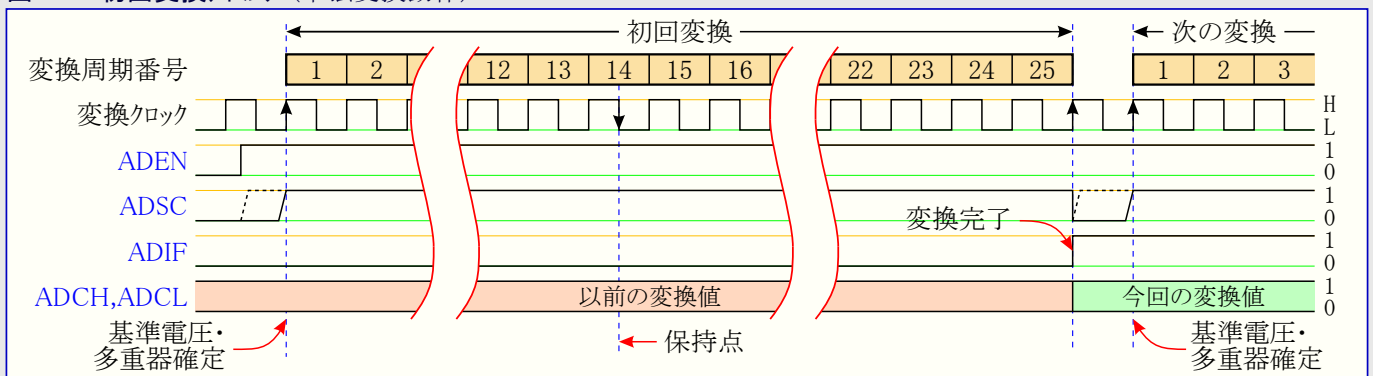 初回変換
次の変換
変換周期番号 1 2 12 13 14 15 16 22 23 24 25 1 2 3
変換クロック H L
ADEN 1 0
ADSC 1 0
変換完了
ADIF 1 0
ADCH,ADCL 以前の変換値 今回の変換値 1 0
基準電圧・
多重器確定
保持点
基準電圧・
多重器確定